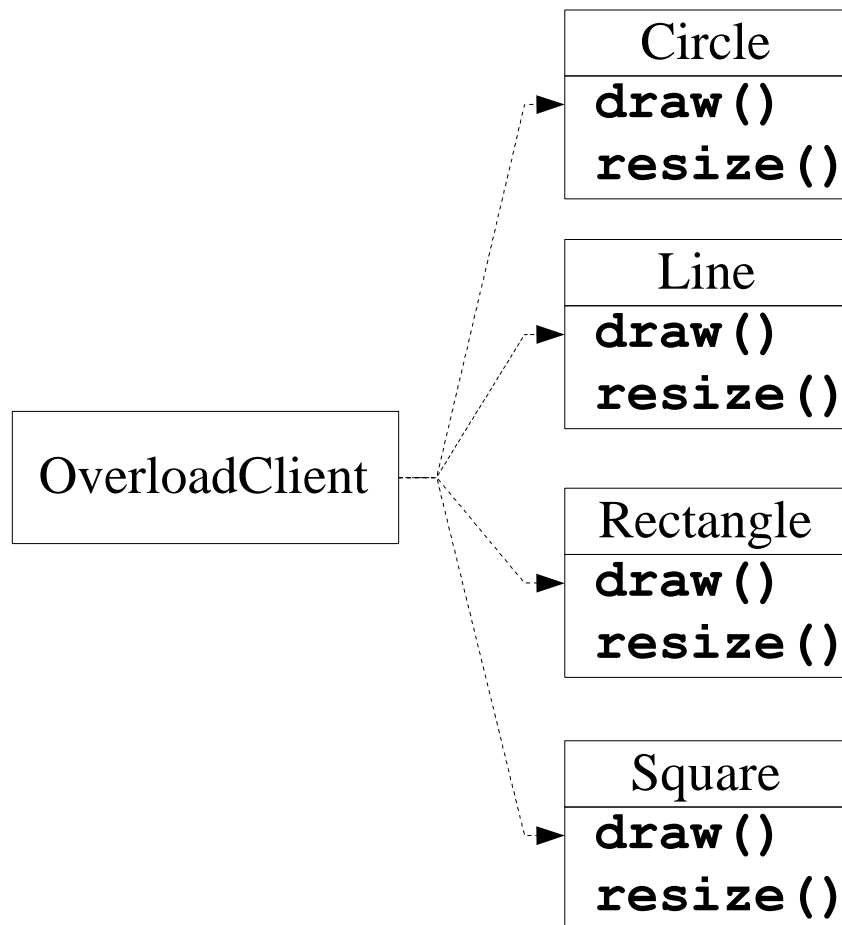 Circle
draw()
resize()
Line
draw()
resize()
OverloadClient
Rectangle
draw()
resize()
Square
draw()
resize()